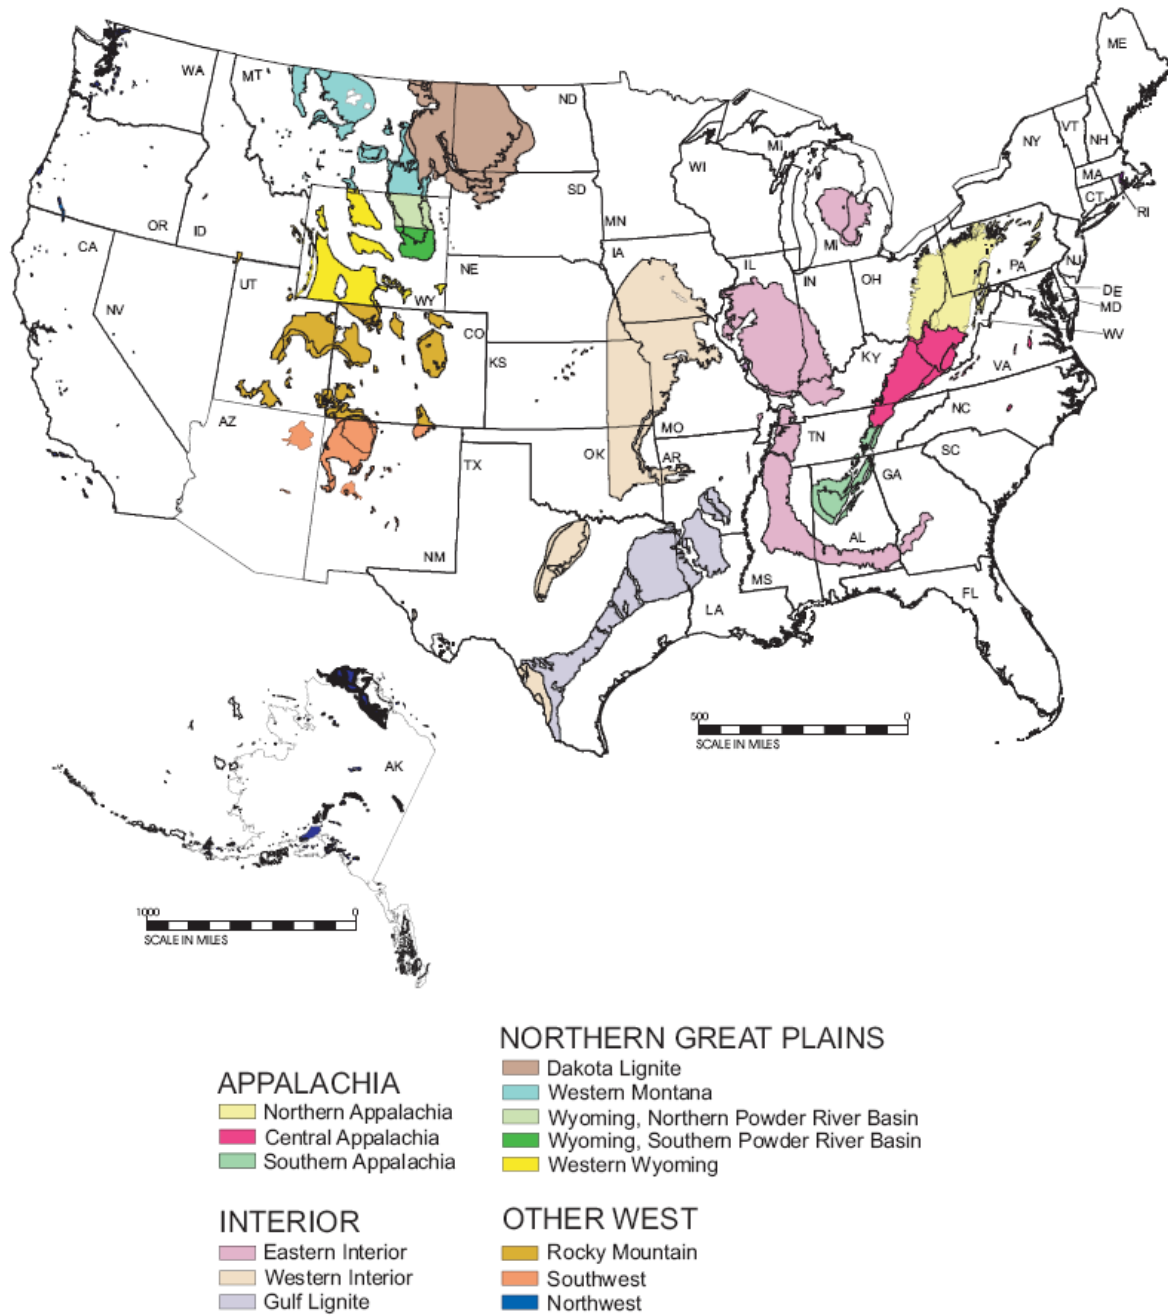 ME
WA
MT
ND
VT
NH
NY
WI
MI
MA
CT
RI
SD
MN
OR
ID
CA
IA
MI
PA
NJ
NE
IL
IN
OH
UT
DE
MD
WY
NV
CO
WV
KS
KY
VA
AZ
NC
MO
TN
SC
OK
AR
TX
GA
AL
NM
MS
LA
FL
500 0
SCALE IN MILES
AK
1000 0
SCALE IN MILES
NORTHERN GREAT PLAINS
Dakota Lignite
Western Montana
Wyoming, Northern Powder River Basin
Wyoming, Southern Powder River Basin
Western Wyoming
APPALACHIA
Northern Appalachia
Central Appalachia
Southern Appalachia
INTERIOR
Eastern Interior
Western Interior
Gulf Lignite
OTHER WEST
Rocky Mountain
Southwest
Northwest